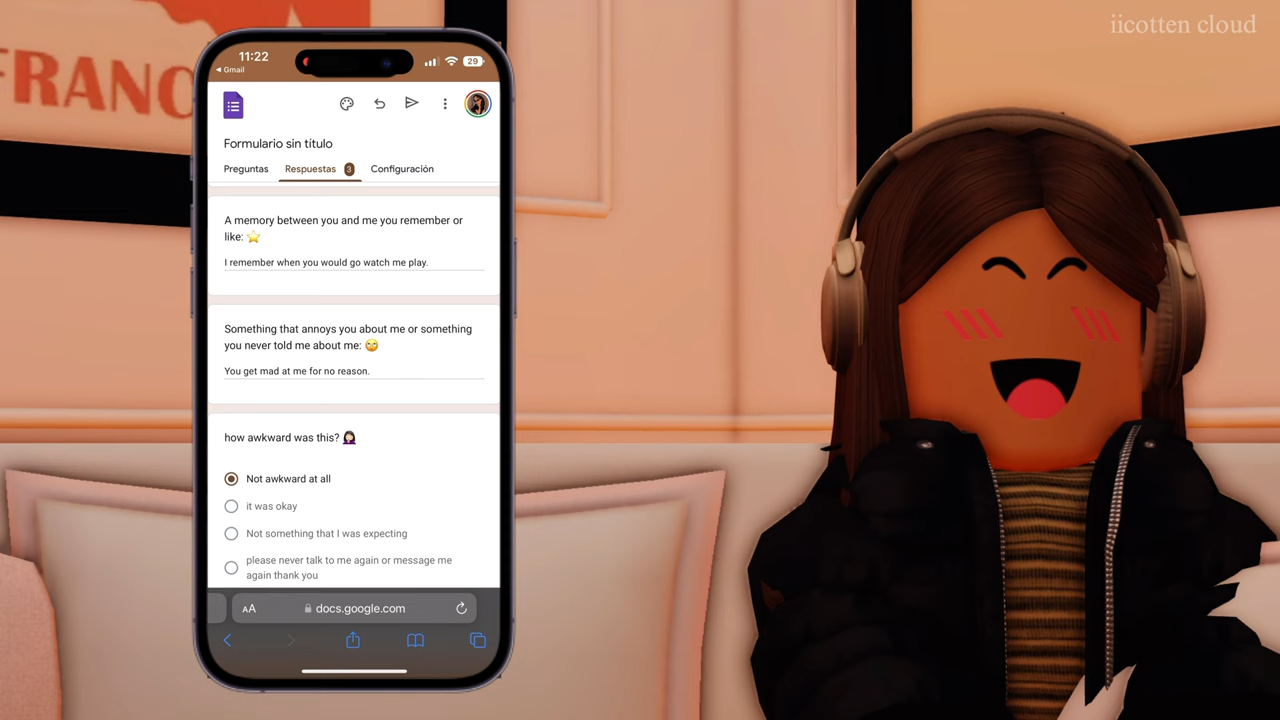 iicotten cloud
FRANC
11:22
29
Gmail
Formulario sin título
Preguntas Respuestas 3 Configuración
A memory between you and me you remember or
like: ⭐
I remember when you would go watch me play.
Something that annoys you about me or something
you never told me about me: 🙄
You get mad at me for no reason.
how awkward was this? 🤦🏻‍♀️
Not awkward at all
it was okay
Not something that I was expecting
please never talk to me again or message me
again thank you
AA docs.google.com